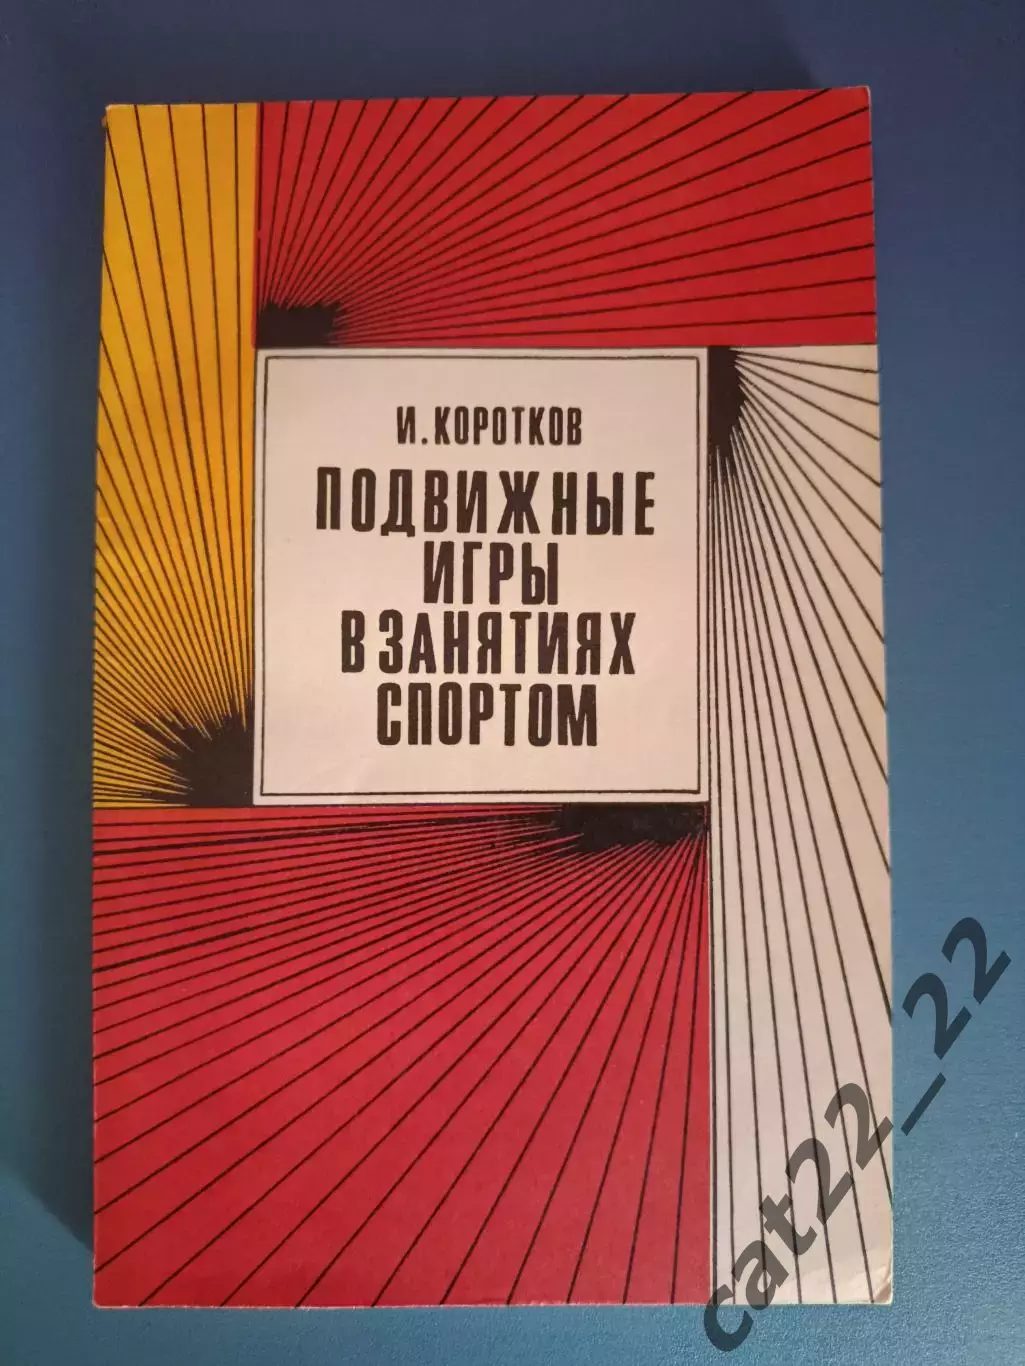 И. КОРОТКОВ
ПОДВИЖНЫЕ
ИГРЫ
В ЗАНЯТИЯХ
СПОРТОМ
cat22_22